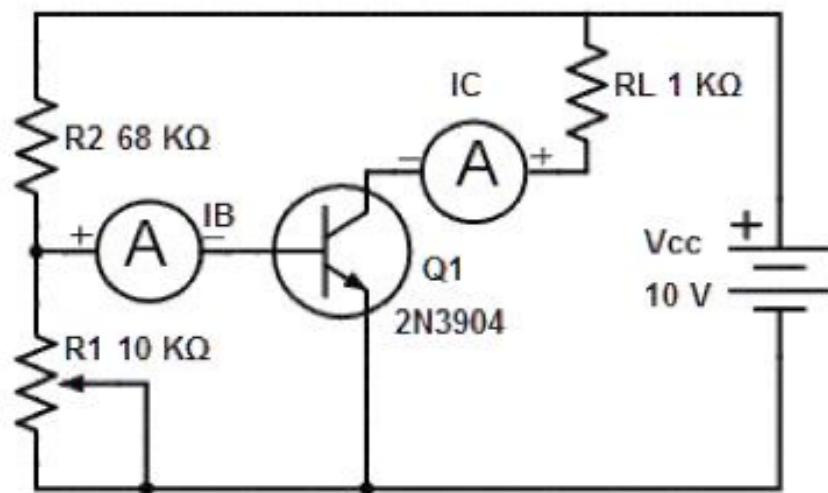 IC
RL 1 KΩ
R2 68 KΩ
A
− +
+
A
IB
−
Q1
2N3904
Vcc
+
10 V
R1 10 KΩ